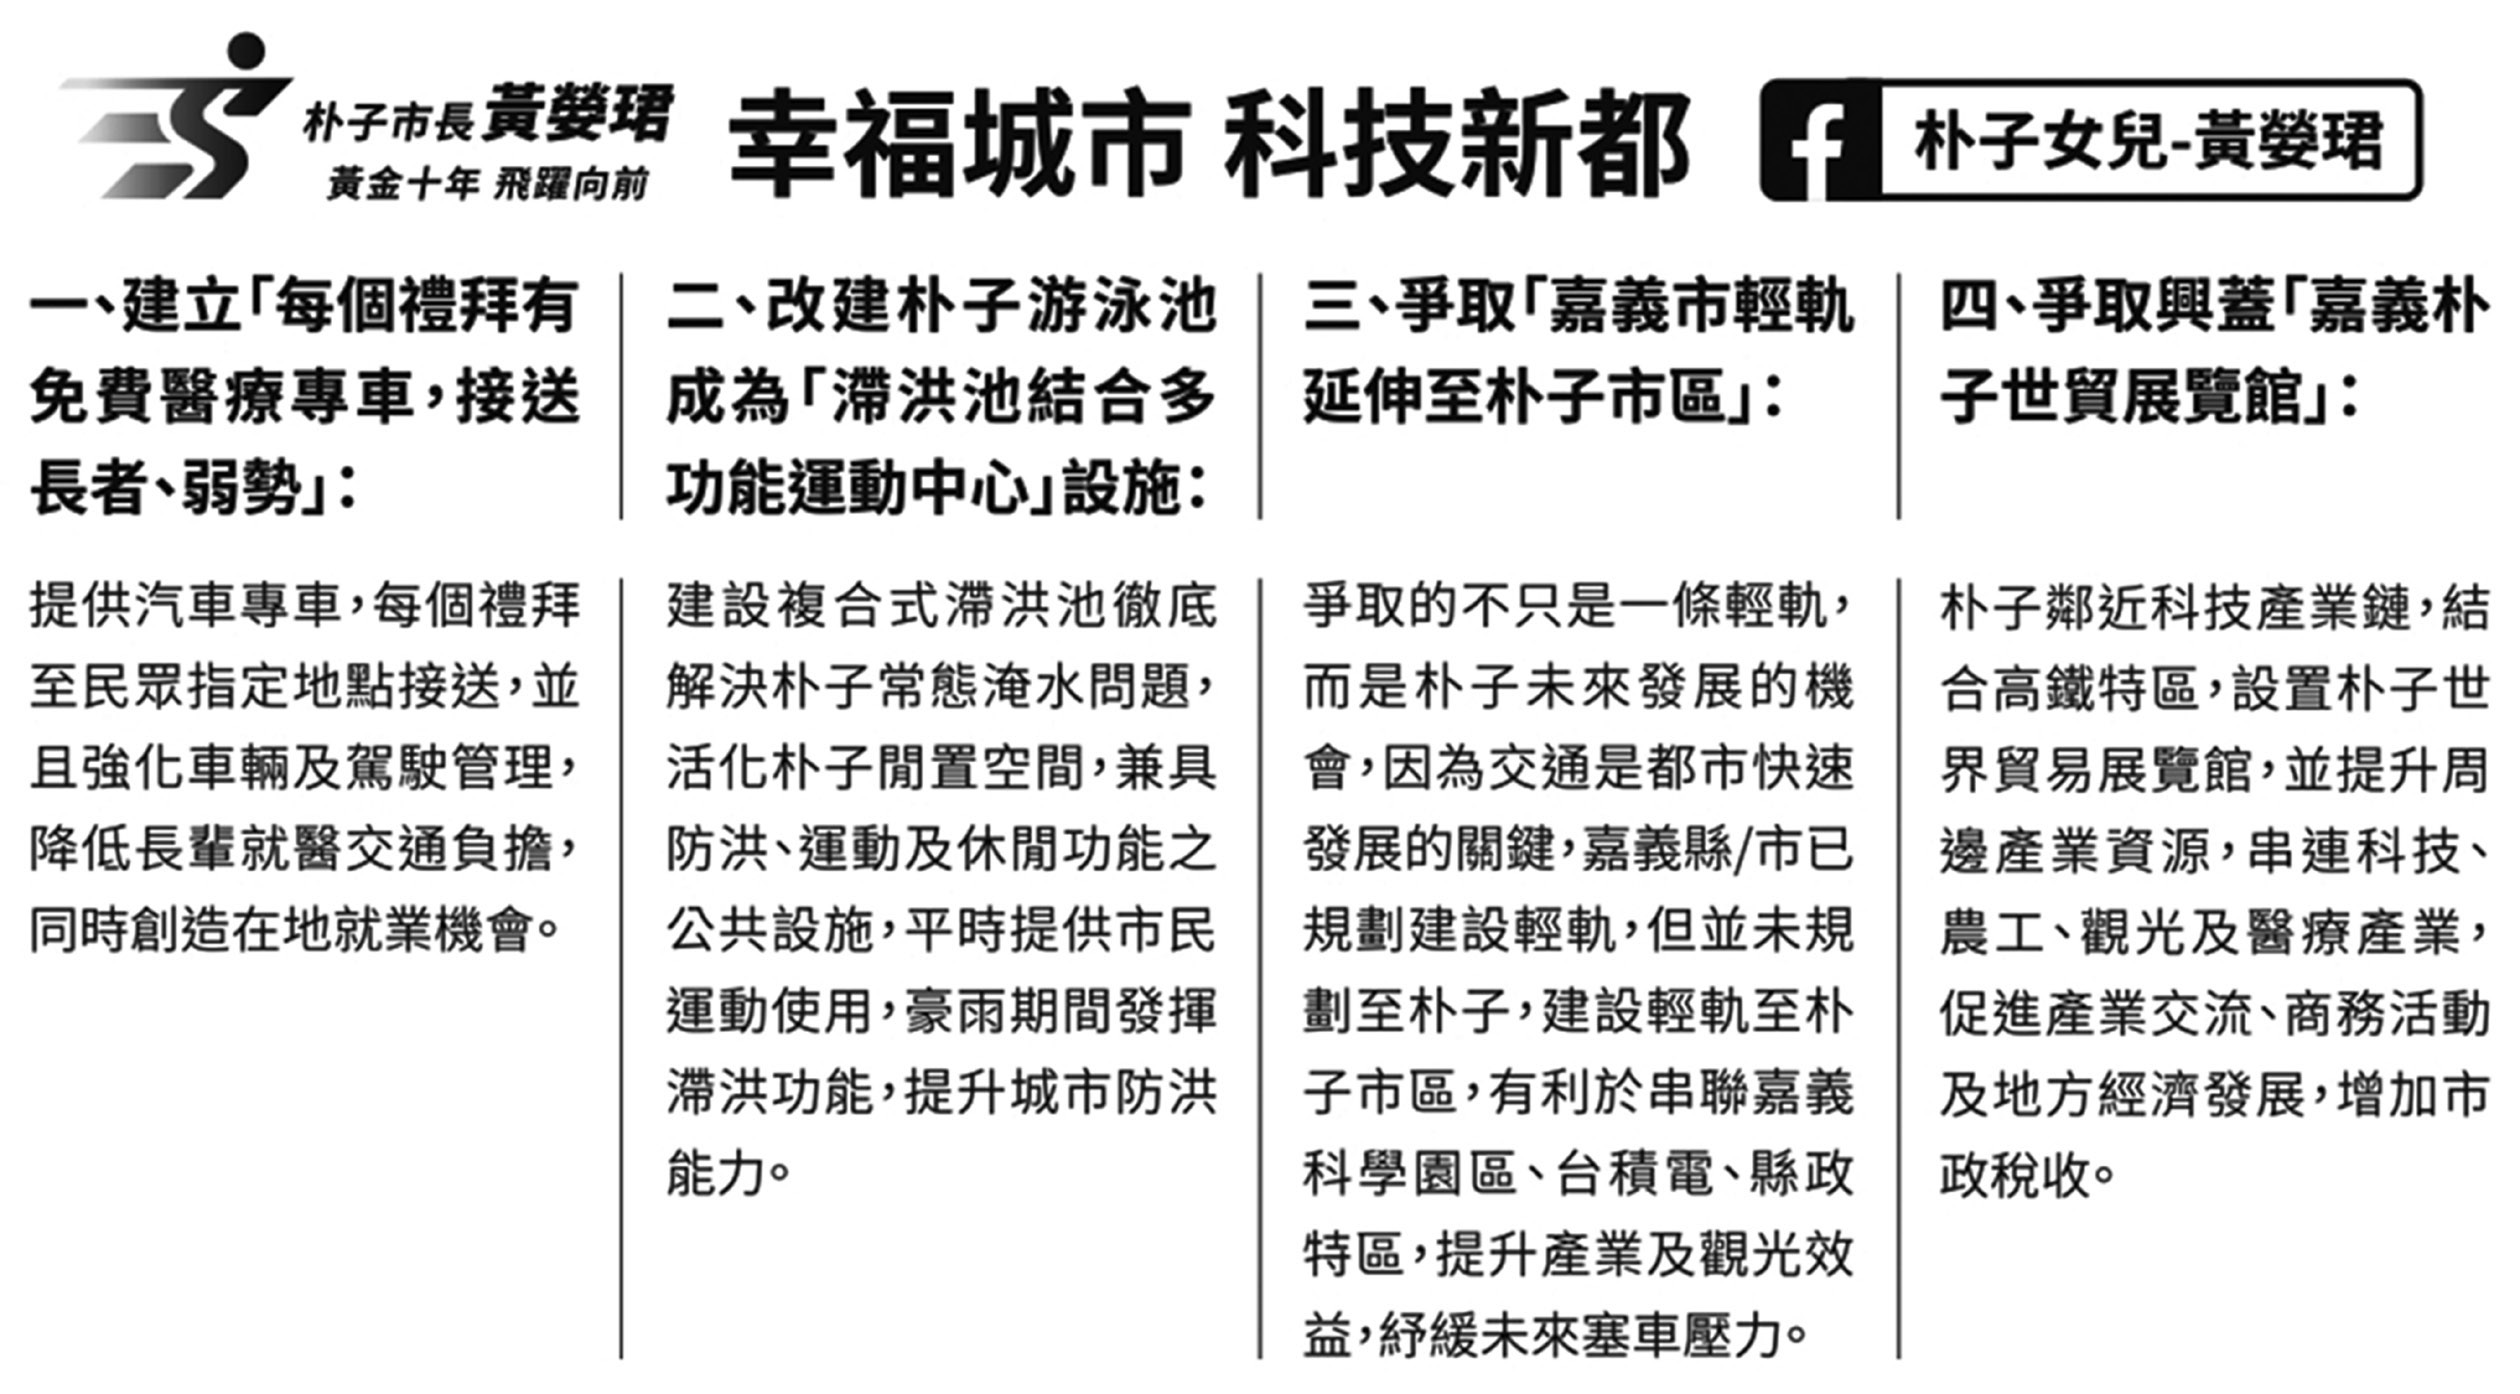 朴子市長 黃嫈珺
黃金十年 飛躍向前
幸福城市 科技新都
朴子女兒-黃嫈珺
一、建立「每個禮拜有
免費醫療專車,接送
長者、弱勢」:
提供汽車專車,每個禮拜
至民眾指定地點接送,並
且強化車輛及駕駛管理,
降低長輩就醫交通負擔,
同時創造在地就業機會。
二、改建朴子游泳池
成為「滯洪池結合多
功能運動中心」設施:
建設複合式滯洪池徹底
解決朴子常態淹水問題,
活化朴子閒置空間,兼具
防洪、運動及休閒功能之
公共設施,平時提供市民
運動使用,豪雨期間發揮
滯洪功能,提升城市防洪
能力。
三、爭取「嘉義市輕軌
延伸至朴子市區」:
爭取的不只是一條輕軌,
而是朴子未來發展的機
會,因為交通是都市快速
發展的關鍵,嘉義縣/市已
規劃建設輕軌,但並未規
劃至朴子,建設輕軌至朴
子市區,有利於串聯嘉義
科學園區、台積電、縣政
特區,提升產業及觀光效
益,紓緩未來塞車壓力。
四、爭取興蓋「嘉義朴
子世貿展覽館」:
朴子鄰近科技產業鏈,結
合高鐵特區,設置朴子世
界貿易展覽館,並提升周
邊產業資源,串連科技、
農工、觀光及醫療產業,
促進產業交流、商務活動
及地方經濟發展,增加市
政稅收。